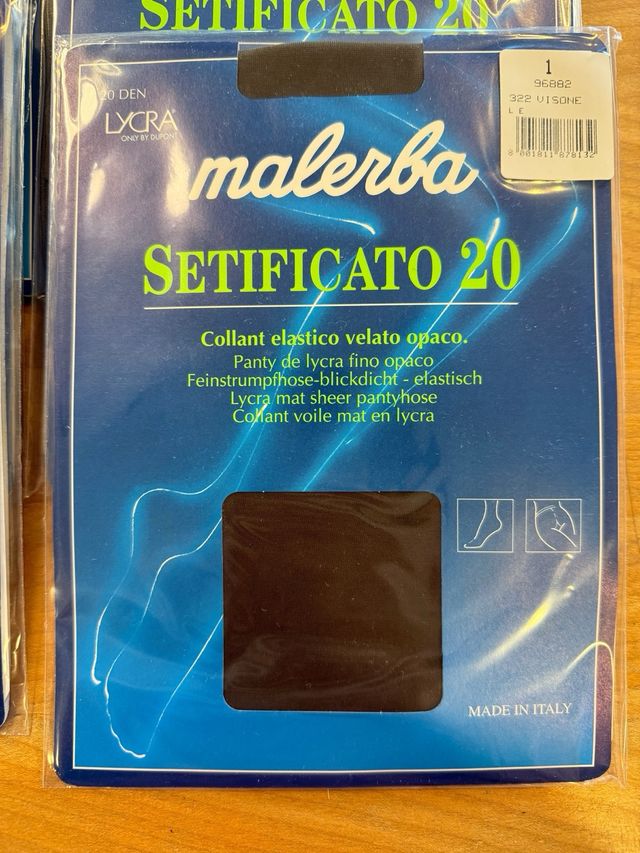 SETIFICATO 20
20 DEN
LYCRA®
ONLY BY DUPONT
1
96882
322 VISONE
L E
8 001811 878132
malerba
SETIFICATO 20
Collant elastico velato opaco.
Panty de lycra fino opaco
Feinstrumpfhose-blickdicht - elastisch
Lycra mat sheer pantyhose
Collant voile mat en lycra
MADE IN ITALY